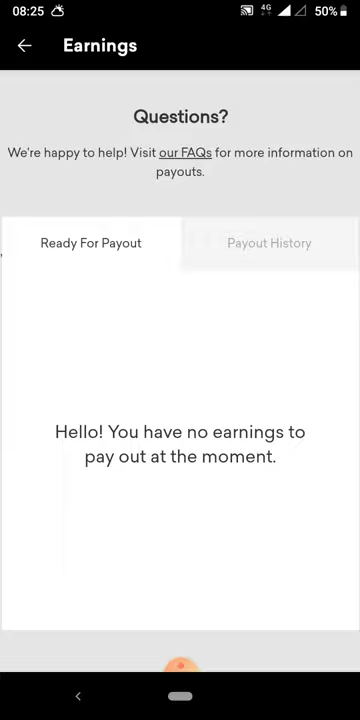 08:25 4G 50%
Earnings
Questions?
We're happy to help! Visit our FAQs for more information on
payouts.
Ready For Payout Payout History
Hello! You have no earnings to
pay out at the moment.